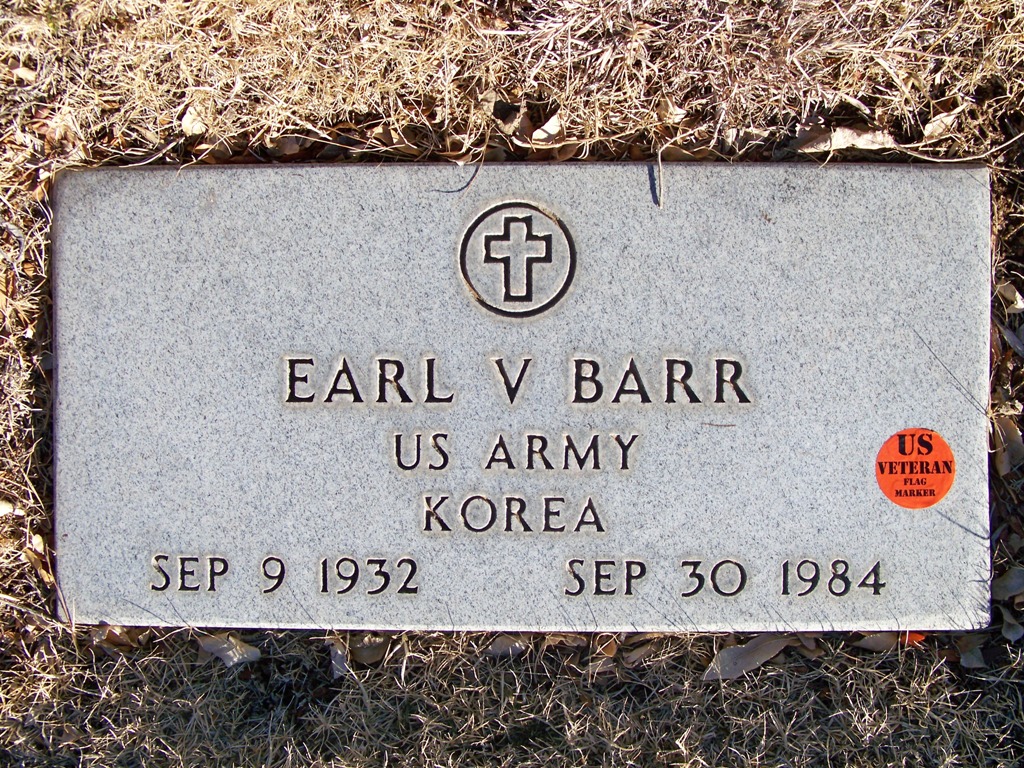 EARL V BARR
US ARMY
KOREA
SEP 9 1932 SEP 30 1984
US
VETERAN
FLAG
MARKER